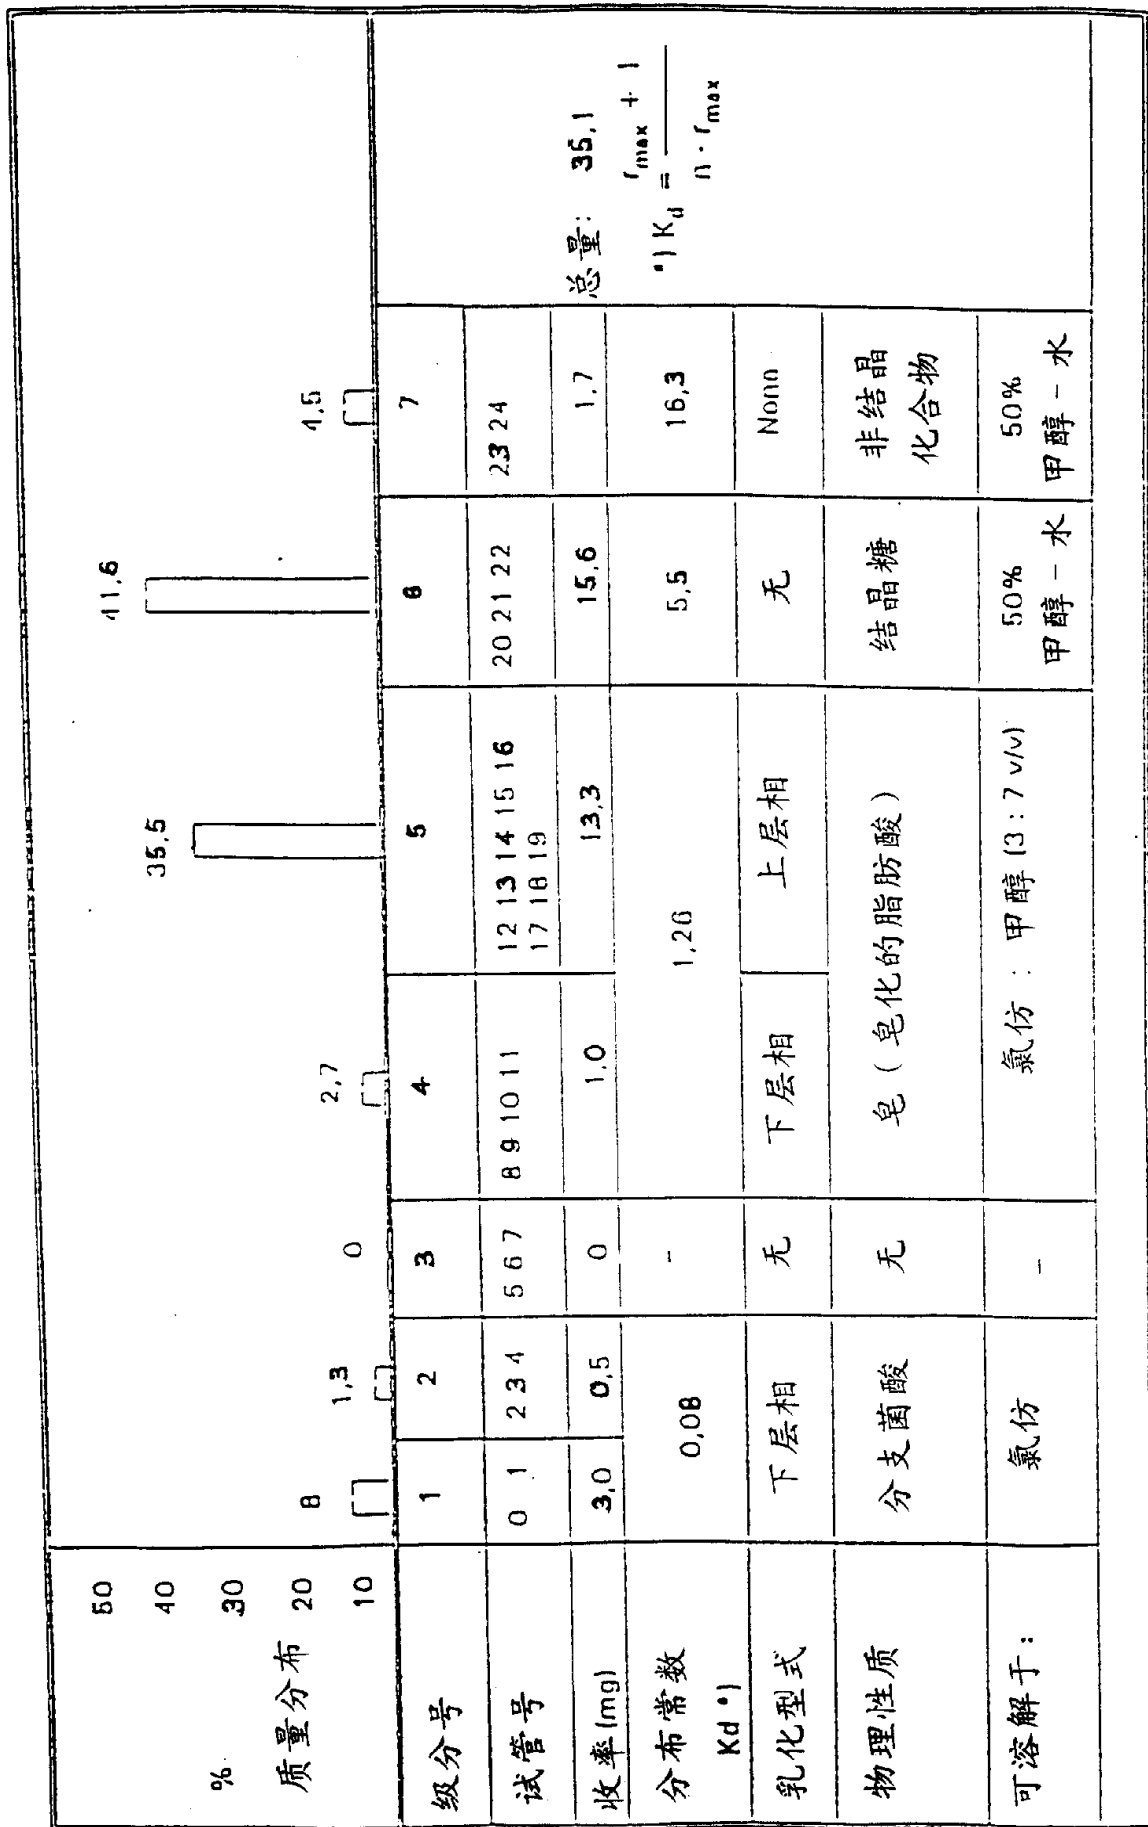 %
质量分布
50
40
30
20
10
8
1,3
0
2,7
35,5
41,6
4,5
级分号 1 2 3 4 5 6 7
试管号 0 1 2 3 4 5 6 7 8 9 10 11 12 13 14 15 16 20 21 22 23 24
17 18 19
收率(mg) 3,0 0,5 0 1,0 13,3 15,6 1,7 总量: 35,1
分布常数 0,08 - 1,26 5,5 16,3
Kd *)
*) Kd = rmax + 1
n · rmax
乳化型式 下层相 无 下层相 上层相 无 None
物理性质 分支菌酸 无 皂(皂化的脂肪酸) 结晶糖 非结晶
化合物
可溶解于: 氯仿 - 氯仿:甲醇(3:7 v/v) 50% 50%
甲醇-水 甲醇-水